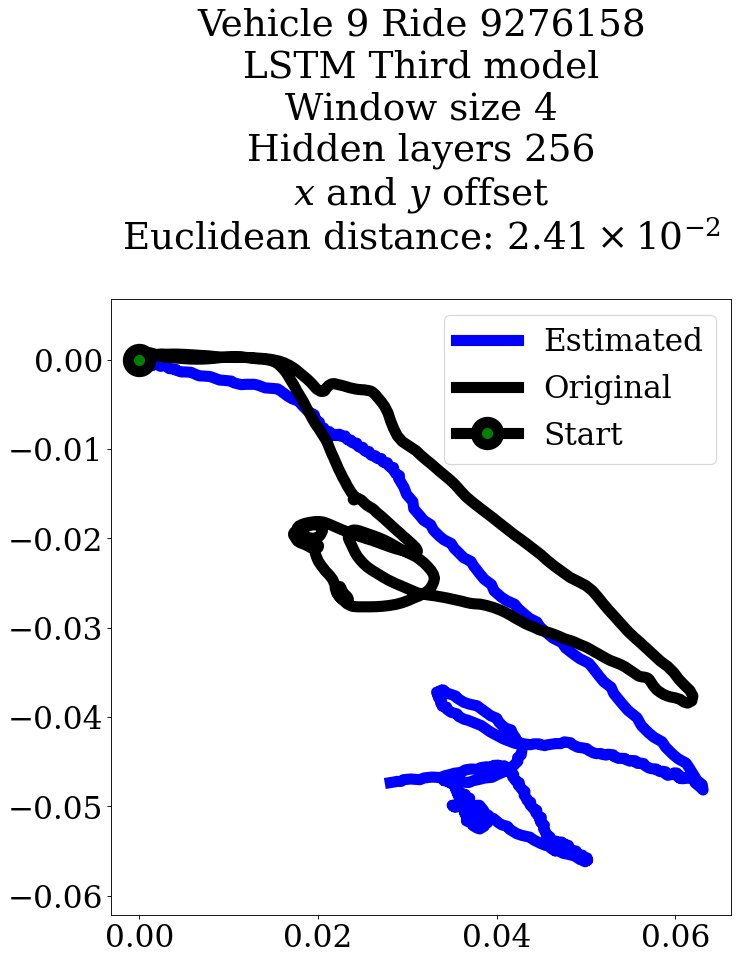 Vehicle 9 Ride 9276158
LSTM Third model
Window size 4
Hidden layers 256
x and y offset
Euclidean distance: 2.41 × 10⁻²
Estimated
Original
Start
0.00
−0.01
−0.02
−0.03
−0.04
−0.05
−0.06
0.00 0.02 0.04 0.06